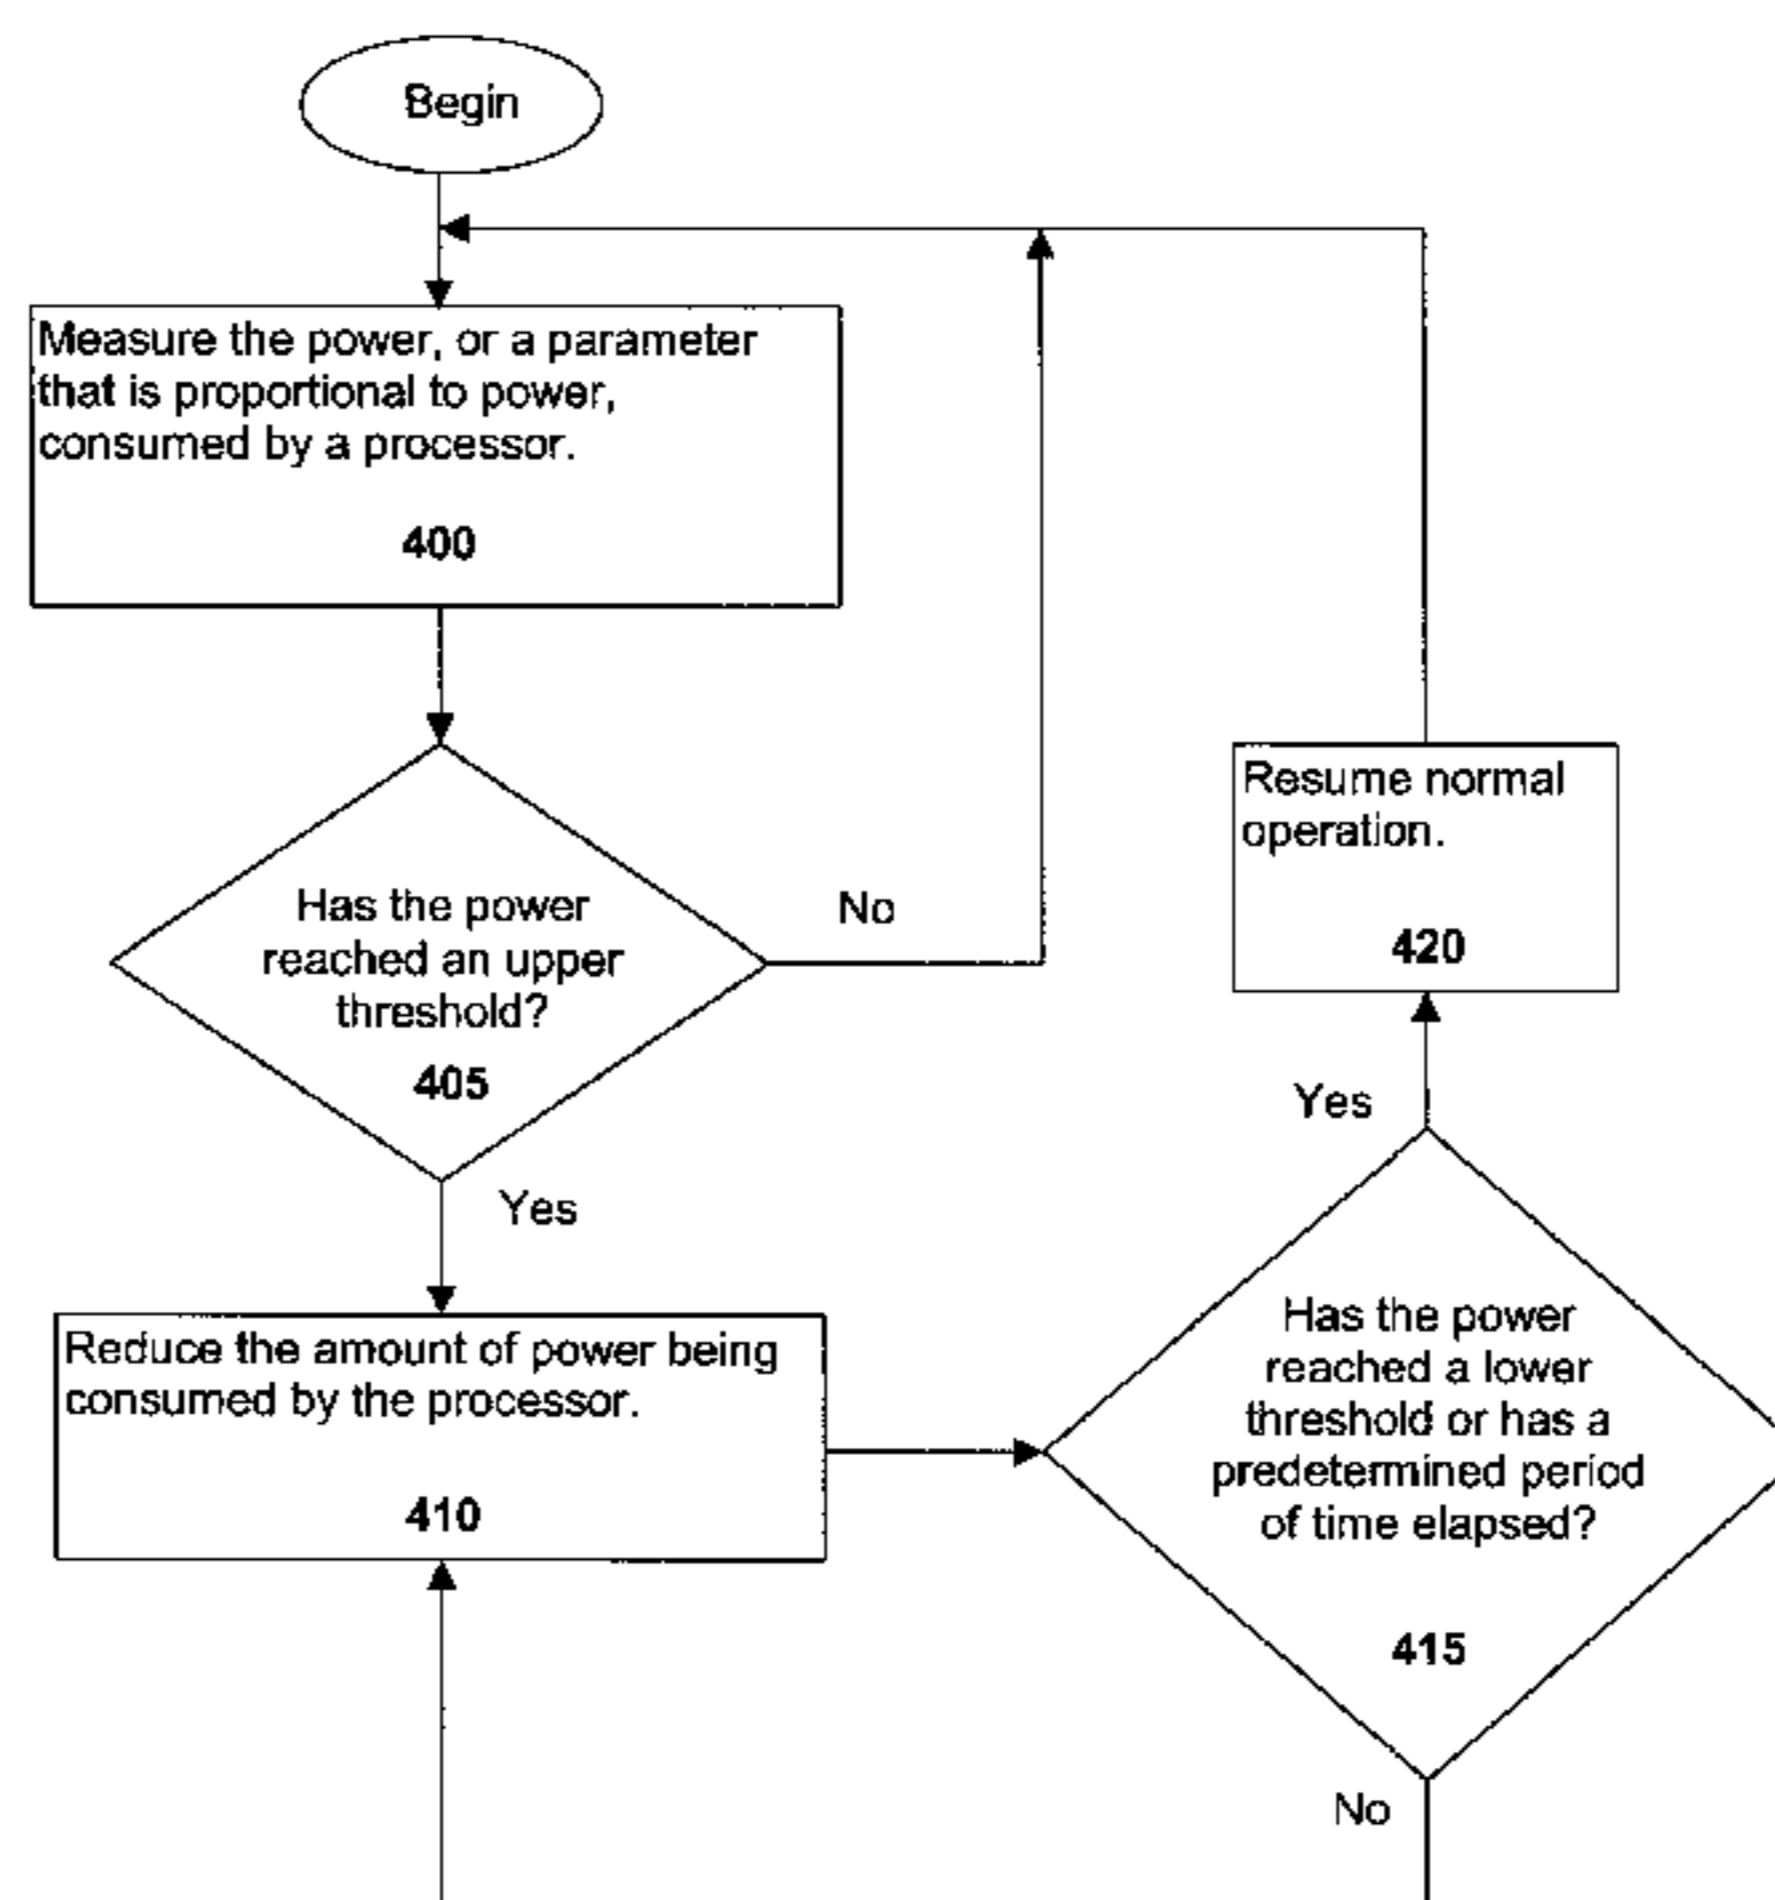 Begin
Measure the power, or a parameter
that is proportional to power,
consumed by a processor.
400
Has the power
reached an upper
threshold?
405
No
Yes
Reduce the amount of power being
consumed by the processor.
410
Resume normal
operation.
420
Yes
Has the power
reached a lower
threshold or has a
predetermined period
of time elapsed?
415
No